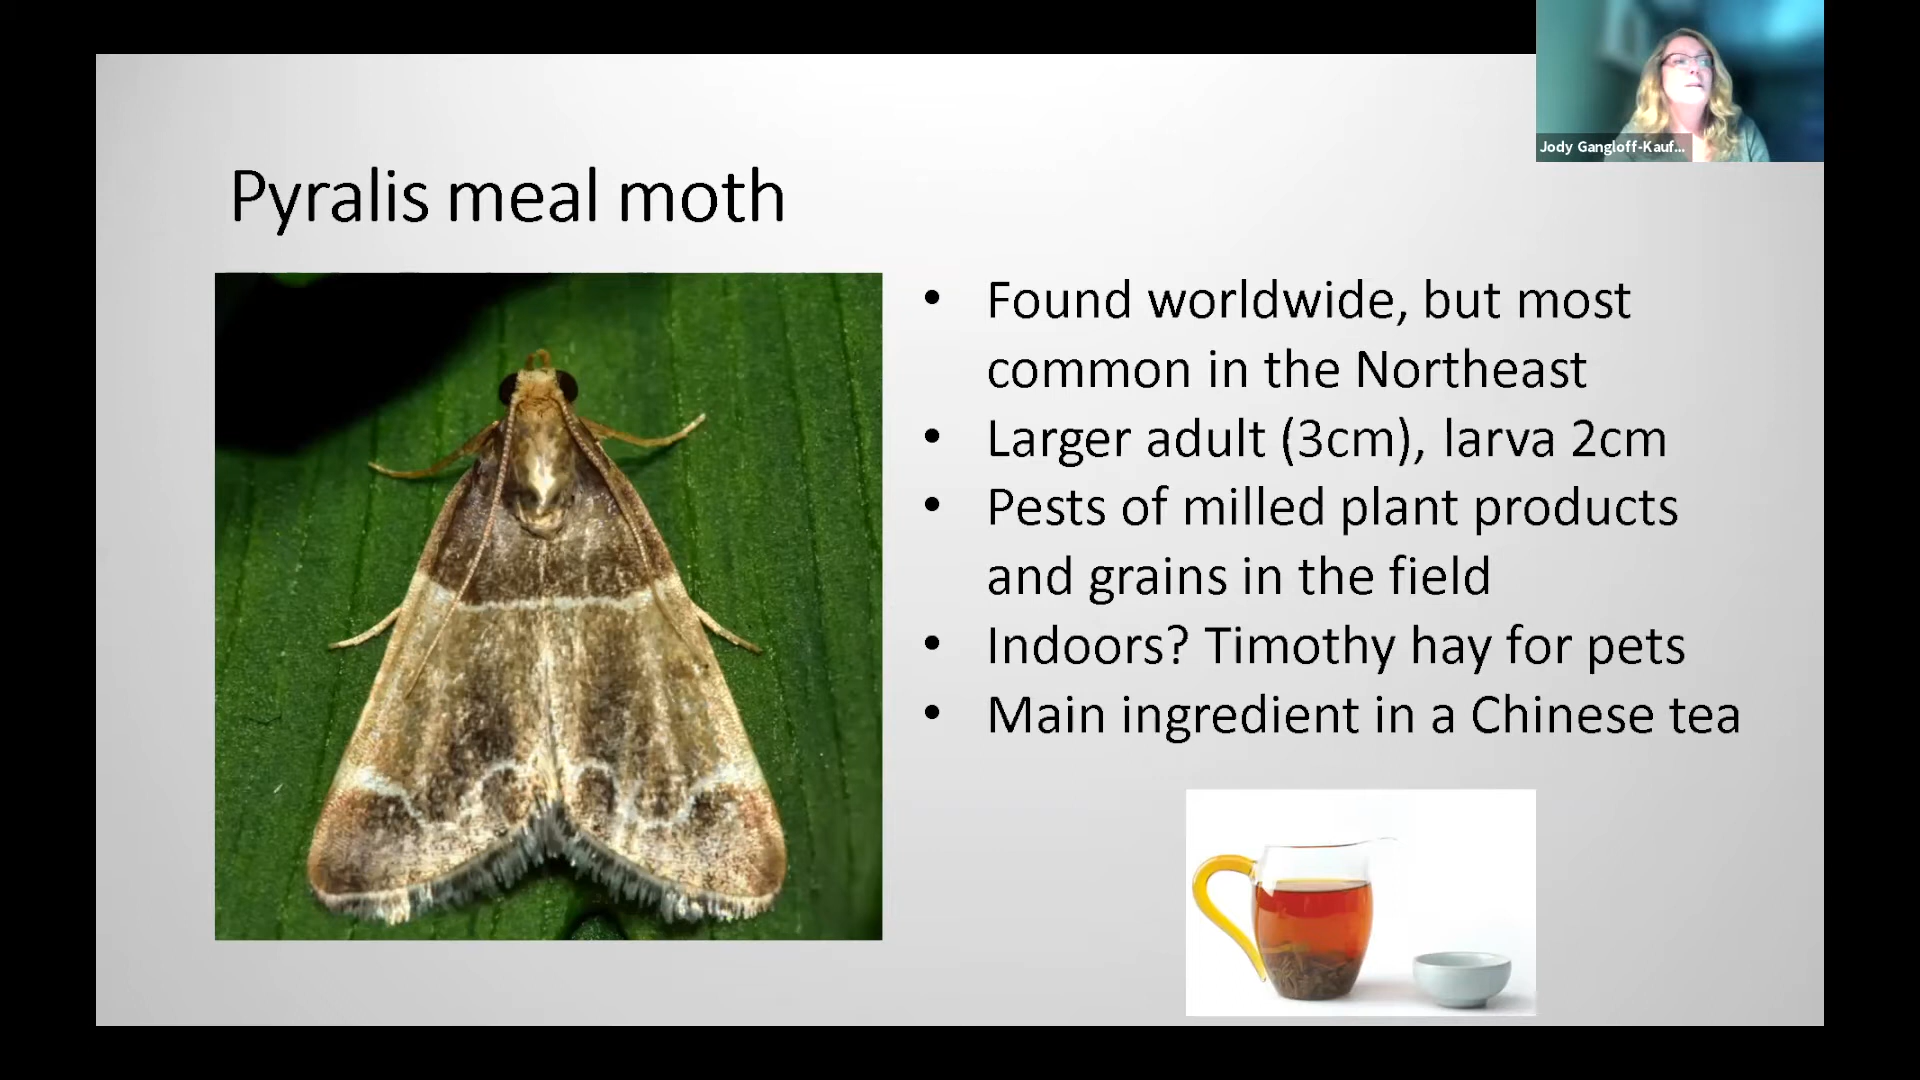 Jody Gangloff-Kauf...
Pyralis meal moth
• Found worldwide, but most
common in the Northeast
• Larger adult (3cm), larva 2cm
• Pests of milled plant products
and grains in the field
• Indoors? Timothy hay for pets
• Main ingredient in a Chinese tea